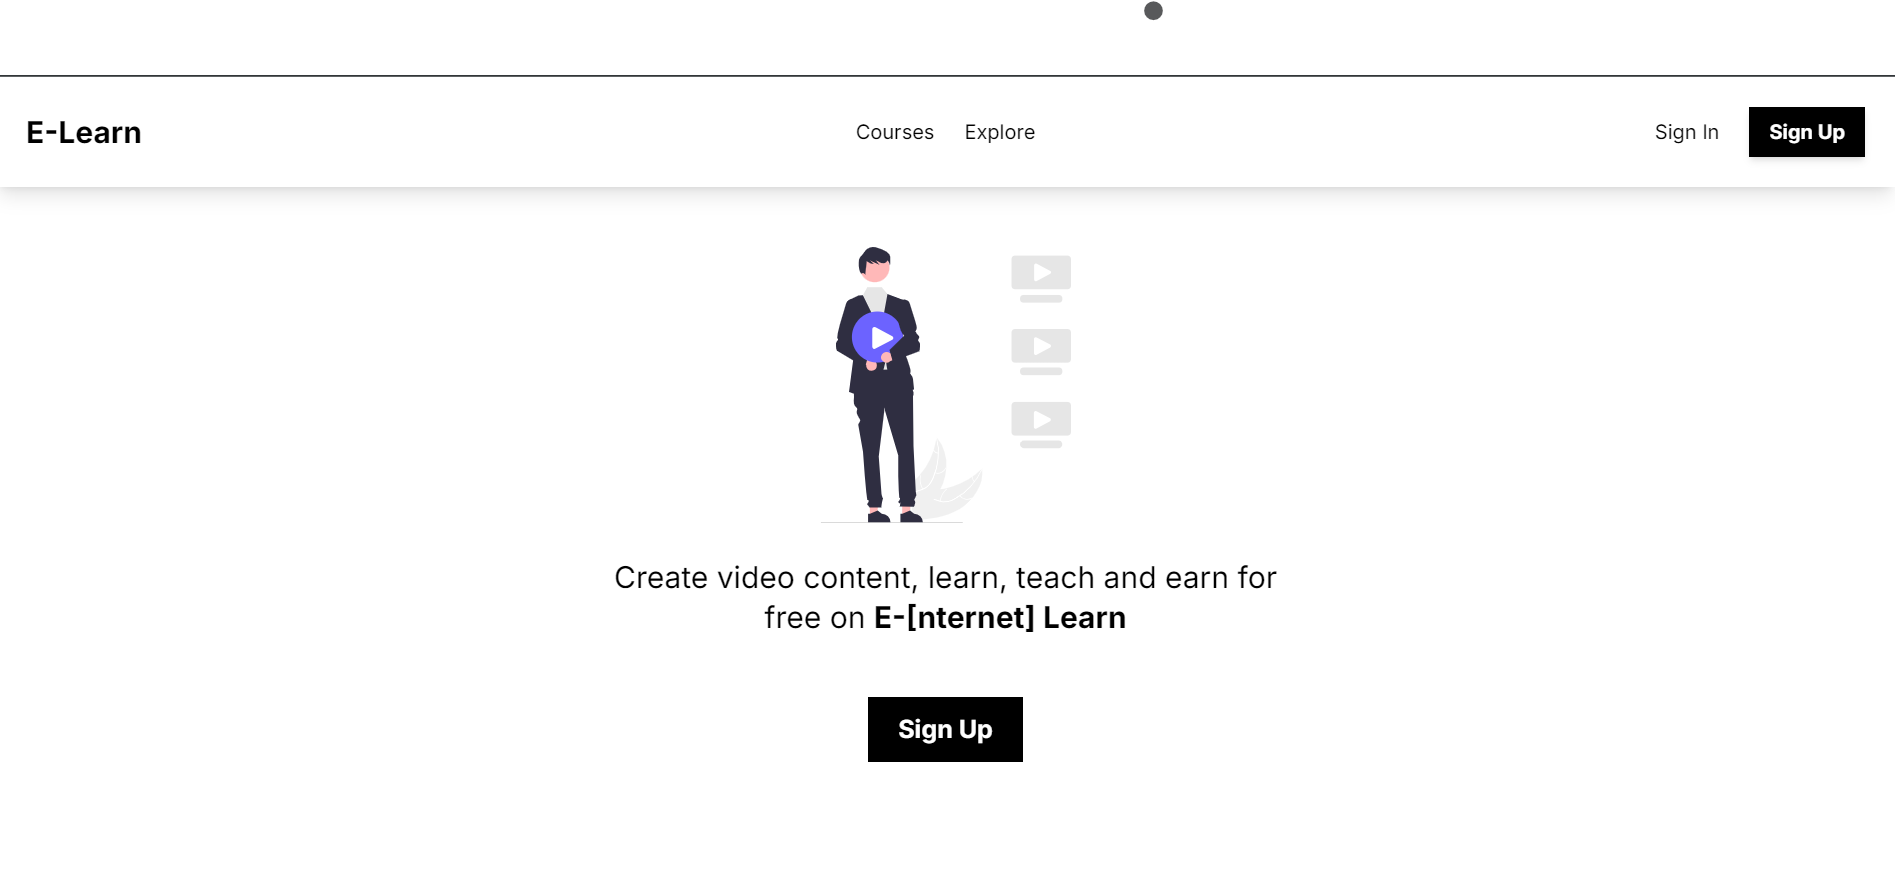 E-Learn
Courses
Explore
Sign In
Sign Up
Create video content, learn, teach and earn for
free on E-[nternet] Learn
Sign Up